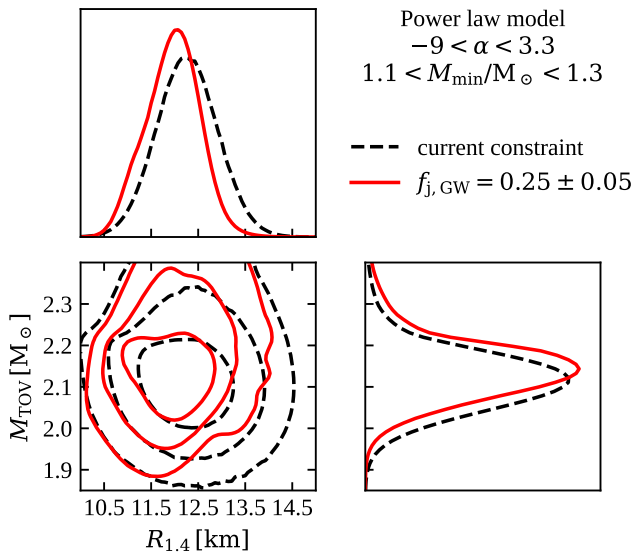 Power law model
−9 < α < 3.3
1.1 < M_min/M_⊙ < 1.3
current constraint
f_j, GW = 0.25 ± 0.05
2.3
2.2
2.1
2.0
1.9
M_TOV [M_⊙]
10.5 11.5 12.5 13.5 14.5
R_1.4 [km]